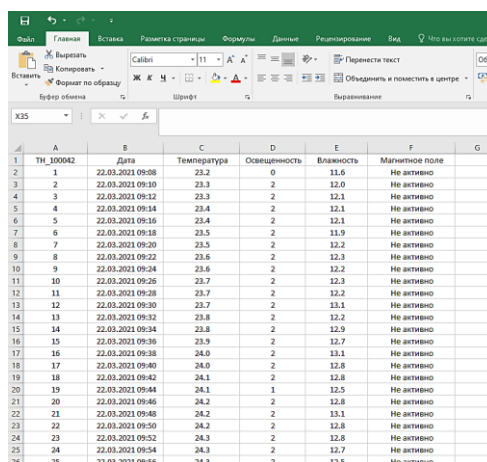 Файл Главная Вставка Разметка страницы Формулы Данные Рецензирование Вид Что вы хотите сде
Вставить
Вырезать
Копировать
Формат по образцу
Буфер обмена
Calibri 11
Ж К Ч
Шрифт
Перенести текст
Объединить и поместить в центре
Выравнивание
Об
X35 fx
A B C D E F G
1 TH_100042 Дата Температура Освещенность Влажность Магнитное поле
2 1 22.03.2021 09:08 23.2 0 11.6 Не активно
3 2 22.03.2021 09:10 23.3 2 12.0 Не активно
4 3 22.03.2021 09:12 23.3 2 12.1 Не активно
5 4 22.03.2021 09:14 23.4 2 12.1 Не активно
6 5 22.03.2021 09:16 23.4 2 12.1 Не активно
7 6 22.03.2021 09:18 23.5 2 11.9 Не активно
8 7 22.03.2021 09:20 23.5 2 12.2 Не активно
9 8 22.03.2021 09:22 23.6 2 12.3 Не активно
10 9 22.03.2021 09:24 23.6 2 12.2 Не активно
11 10 22.03.2021 09:26 23.7 2 12.3 Не активно
12 11 22.03.2021 09:28 23.7 2 12.2 Не активно
13 12 22.03.2021 09:30 23.7 2 13.1 Не активно
14 13 22.03.2021 09:32 23.8 2 12.2 Не активно
15 14 22.03.2021 09:34 23.8 2 12.9 Не активно
16 15 22.03.2021 09:36 23.9 2 12.7 Не активно
17 16 22.03.2021 09:38 24.0 2 13.1 Не активно
18 17 22.03.2021 09:40 24.0 2 12.8 Не активно
19 18 22.03.2021 09:42 24.1 2 12.8 Не активно
20 19 22.03.2021 09:44 24.1 1 12.5 Не активно
21 20 22.03.2021 09:46 24.2 2 12.8 Не активно
22 21 22.03.2021 09:48 24.2 2 13.1 Не активно
23 22 22.03.2021 09:50 24.2 2 12.8 Не активно
24 23 22.03.2021 09:52 24.3 2 12.8 Не активно
25 24 22.03.2021 09:54 24.3 2 12.7 Не активно
26 25 22.03.2021 09:56 24.3 2 12.5 Не активно